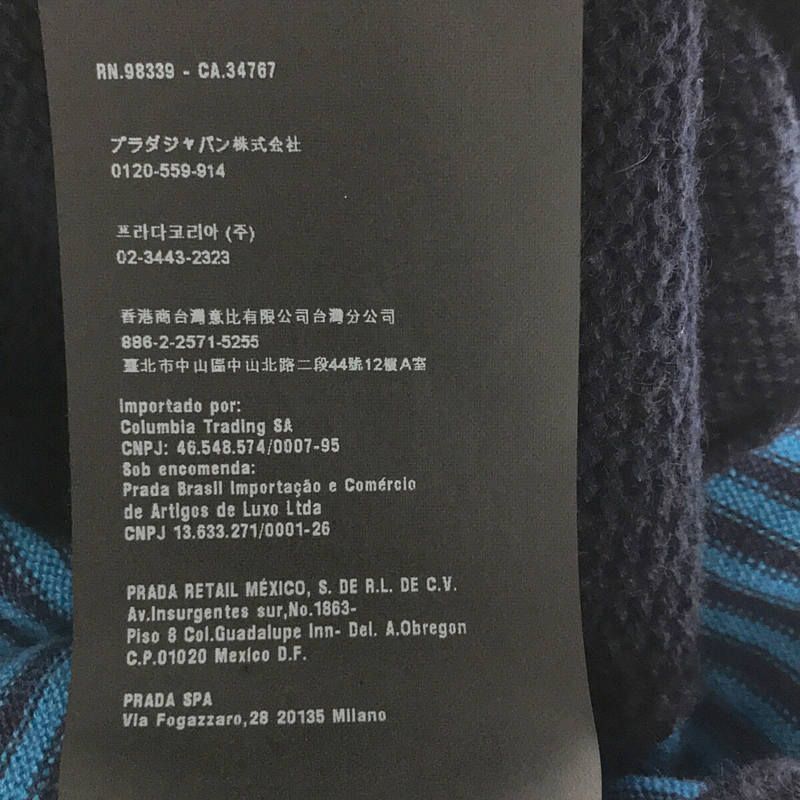 RN.98339 - CA.34767
プラダジャパン株式会社
0120-559-914
프라다코리아 (주)
02-3443-2323
香港商台灣意比有限公司台灣分公司
886-2-2571-5255
臺北市中山區中山北路二段44號12樓A室
Importado por:
Columbia Trading SA
CNPJ: 46.548.574/0007-95
Sob encomenda:
Prada Brasil Importação e Comércio
de Artigos de Luxo Ltda
CNPJ 13.633.271/0001-26
PRADA RETAIL MÉXICO, S. DE R.L. DE C.V.
Av.Insurgentes sur,No.1863-
Piso 8 Col.Guadalupe Inn- Del. A.Obregon
C.P.01020 Mexico D.F.
PRADA SPA
Via Fogazzaro,28 20135 Milano